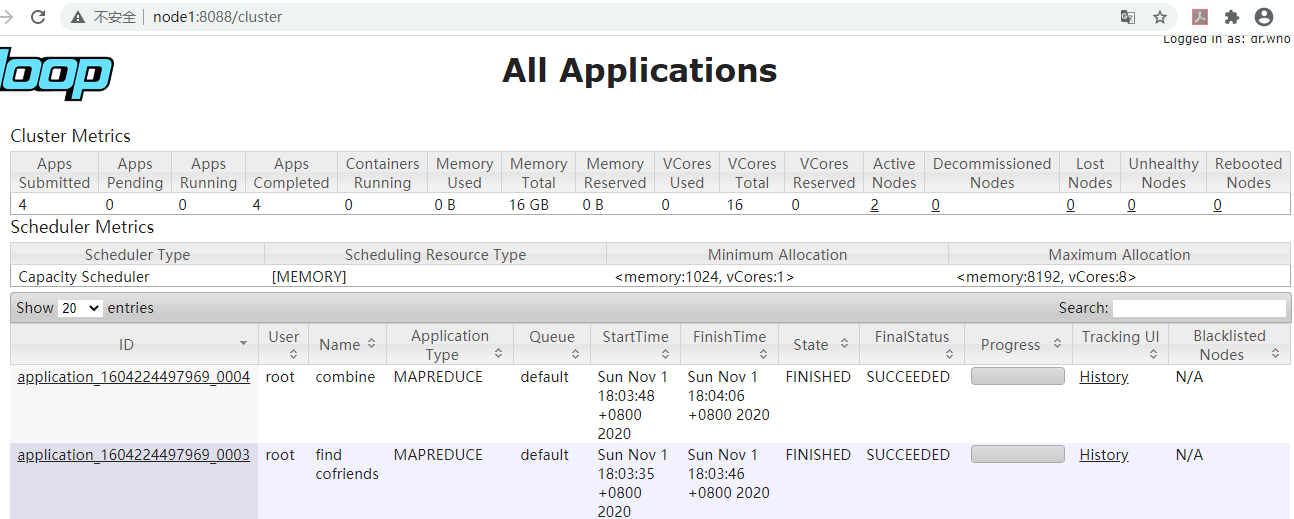 不安全 node1:8088/cluster
Logged in as: dr.who
loop
All Applications
Cluster Metrics
Apps Submitted Apps Pending Apps Running Apps Completed Containers Running Memory Used Memory Total Memory Reserved VCores Used VCores Total VCores Reserved Active Nodes Decommissioned Nodes Lost Nodes Unhealthy Nodes Rebooted Nodes
4 0 0 4 0 0 B 16 GB 0 B 0 16 0 2 0 0 0 0
Scheduler Metrics
Scheduler Type Scheduling Resource Type Minimum Allocation Maximum Allocation
Capacity Scheduler [MEMORY] <memory:1024, vCores:1> <memory:8192, vCores:8>
Show 20 entries Search:
ID User Name Application Type Queue StartTime FinishTime State FinalStatus Progress Tracking UI Blacklisted Nodes
application_1604224497969_0004 root combine MAPREDUCE default Sun Nov 1 18:03:48 +0800 2020 Sun Nov 1 18:04:06 +0800 2020 FINISHED SUCCEEDED History N/A
application_1604224497969_0003 root find cofriends MAPREDUCE default Sun Nov 1 18:03:35 +0800 2020 Sun Nov 1 18:03:46 +0800 2020 FINISHED SUCCEEDED History N/A